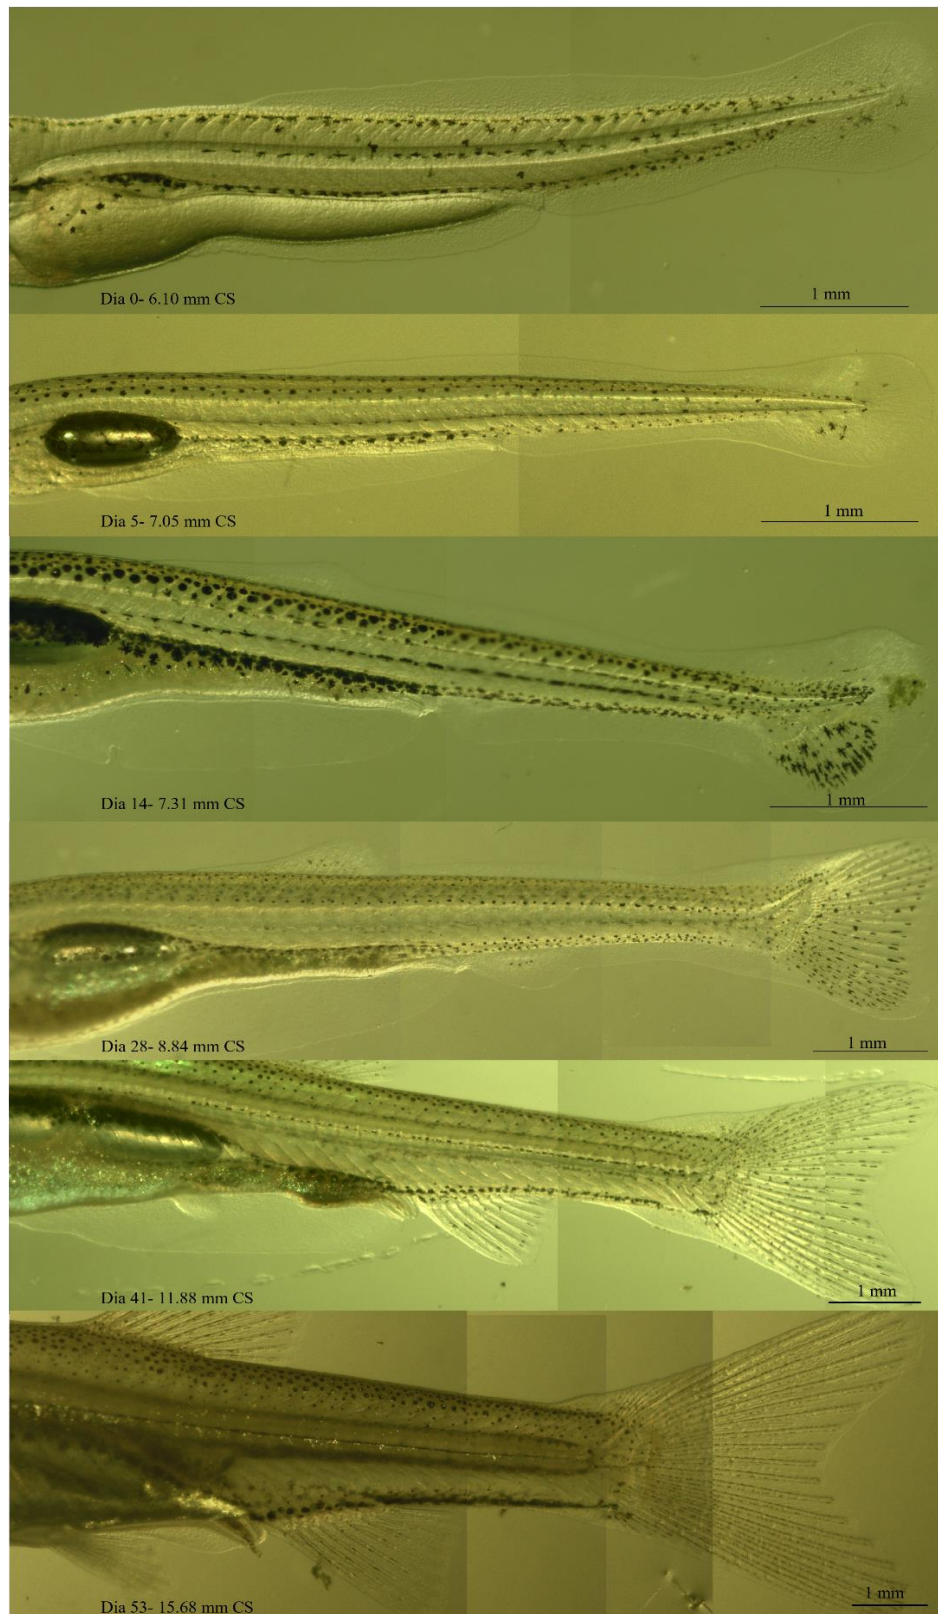 Dia 0- 6.10 mm CS
1 mm
Dia 5- 7.05 mm CS
1 mm
Dia 14- 7.31 mm CS
1 mm
Dia 28- 8.84 mm CS
1 mm
Dia 41- 11.88 mm CS
1 mm
Dia 53- 15.68 mm CS
1 mm